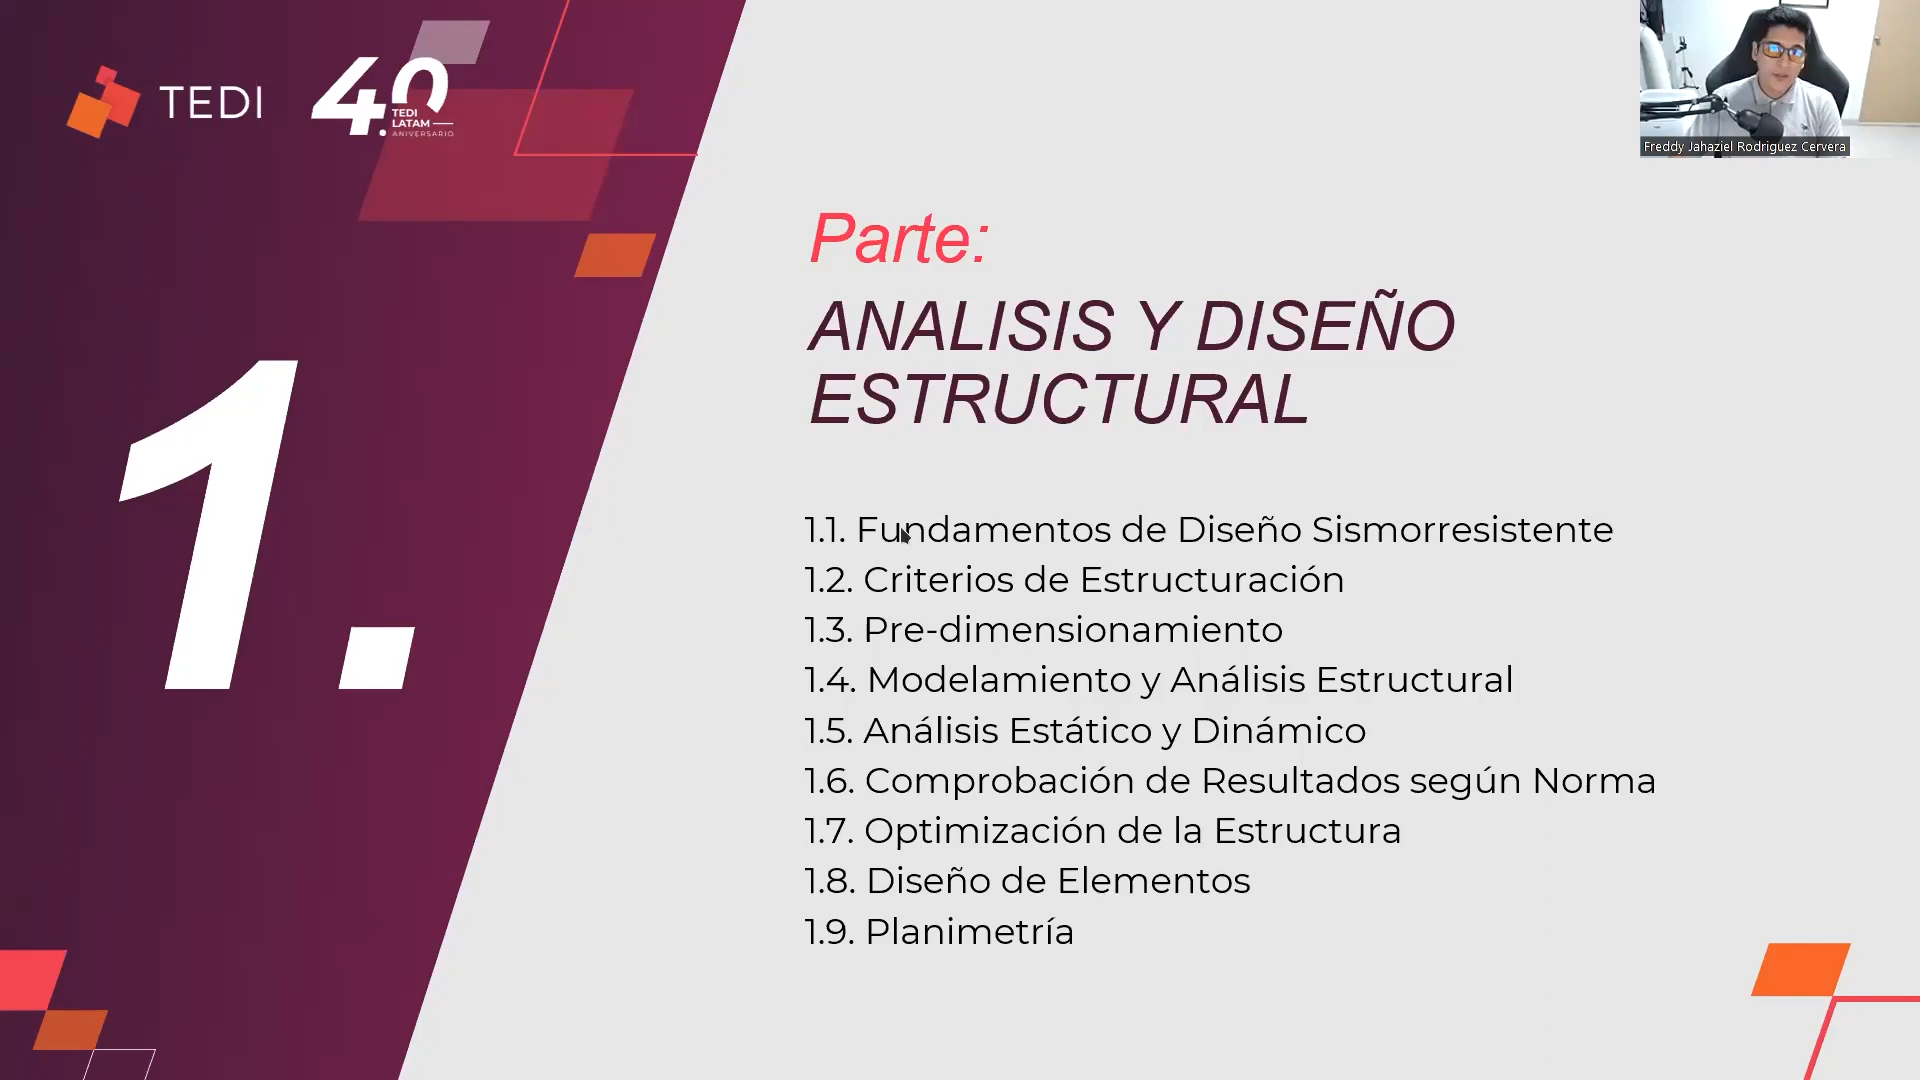 TEDI
4.0
TEDI
LATAM
ANIVERSARIO
Freddy Jahaziel Rodriguez Cervera
1.
Parte:
ANALISIS Y DISEÑO
ESTRUCTURAL
1.1. Fundamentos de Diseño Sismorresistente
1.2. Criterios de Estructuración
1.3. Pre-dimensionamiento
1.4. Modelamiento y Análisis Estructural
1.5. Análisis Estático y Dinámico
1.6. Comprobación de Resultados según Norma
1.7. Optimización de la Estructura
1.8. Diseño de Elementos
1.9. Planimetría